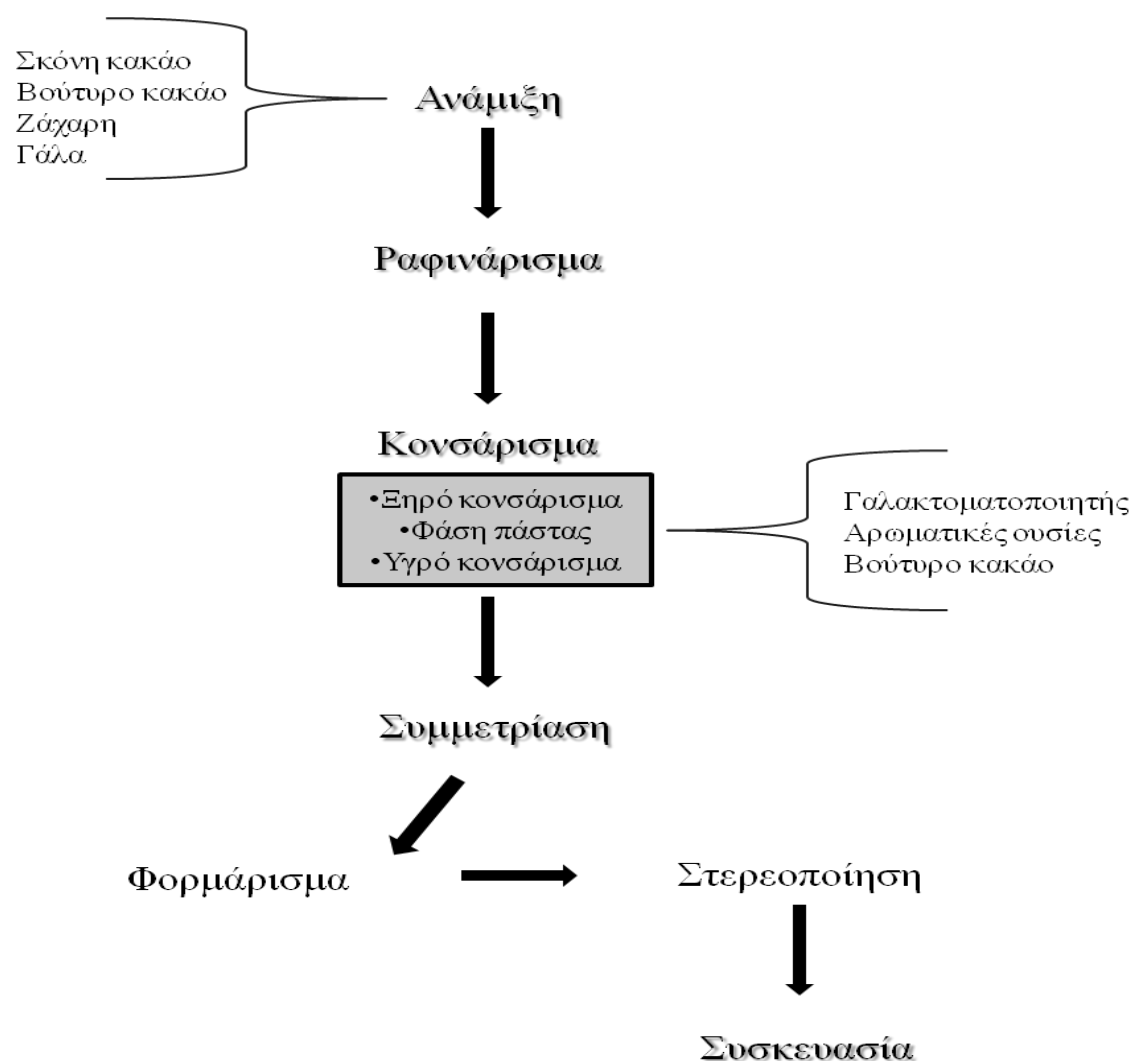 Σκόνη κακάο
Βούτυρο κακάο
Ζάχαρη
Γάλα
Ανάμιξη
Ραφινάρισμα
Κονσάρισμα
•Ξηρό κονσάρισμα
•Φάση πάστας
•Υγρό κονσάρισμα
Γαλακτοματοποιητής
Αρωματικές ουσίες
Βούτυρο κακάο
Συμμετρίαση
Φορμάρισμα
Στερεοποίηση
Συσκευασία